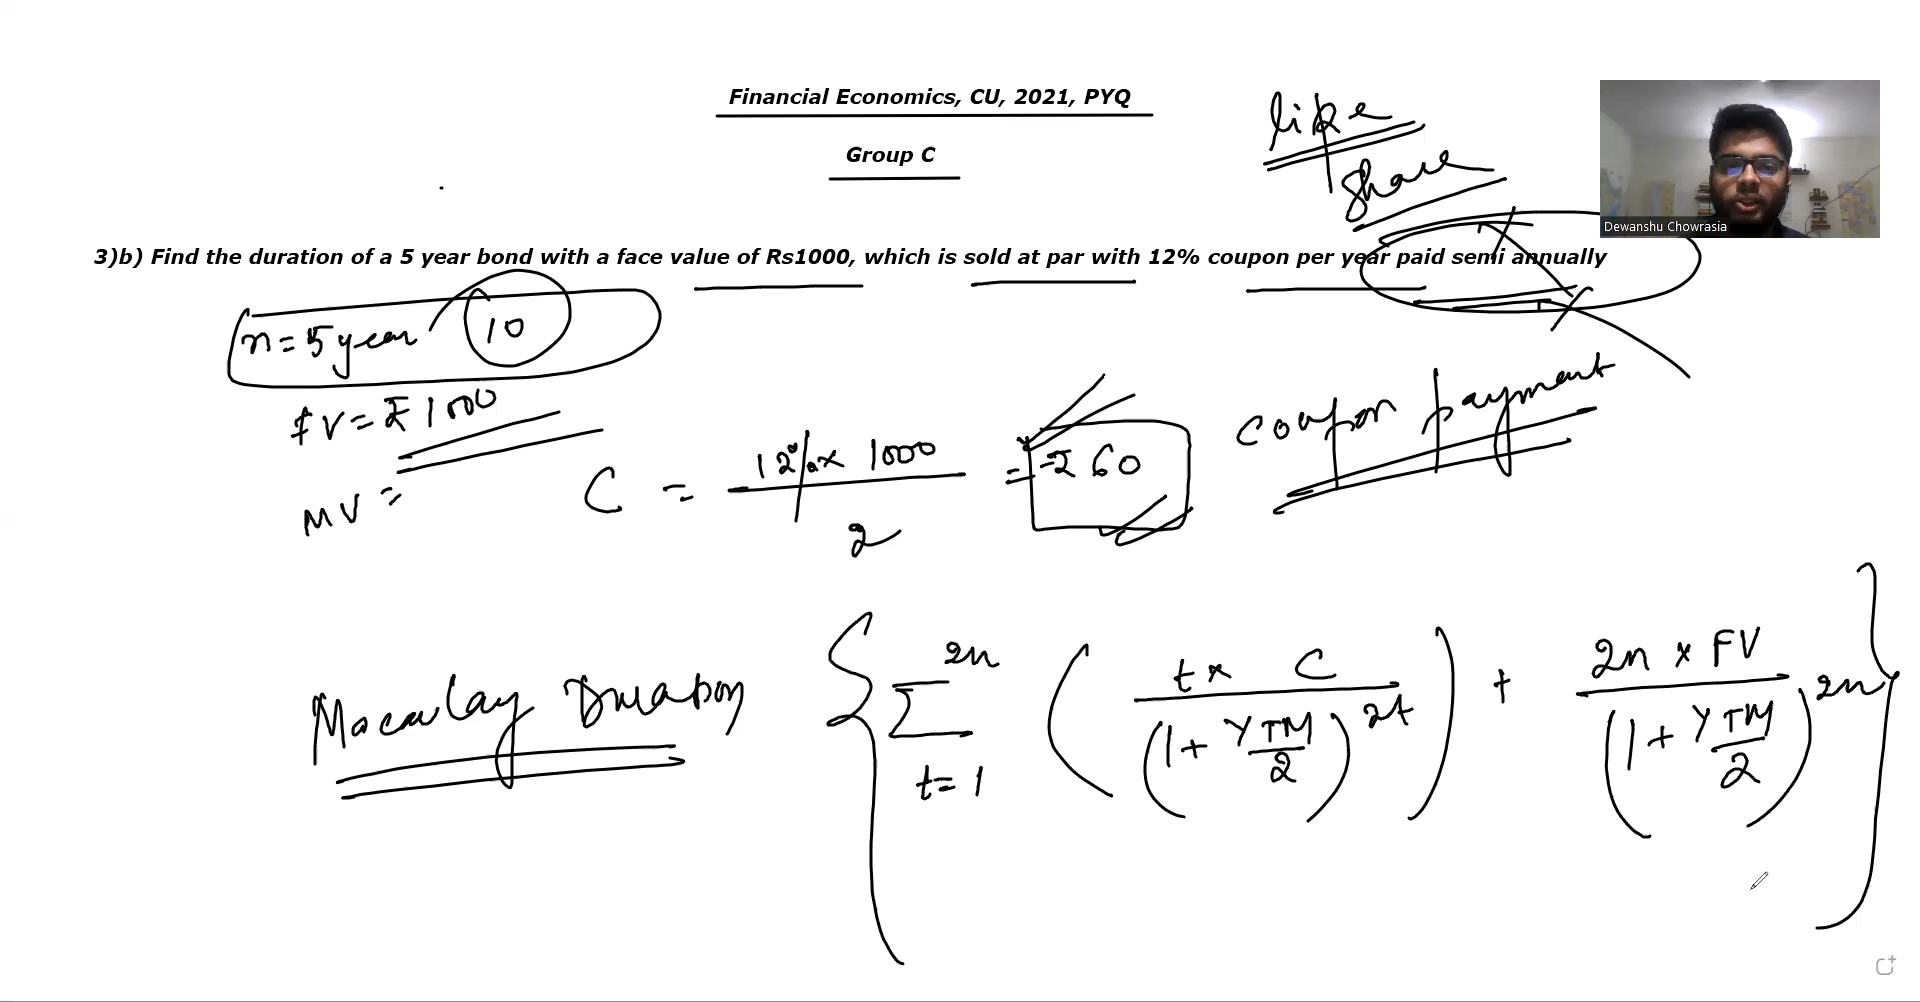 Financial Economics, CU, 2021, PYQ
Group C
like
share
Dewanshu Chowrasia
3)b) Find the duration of a 5 year bond with a face value of Rs1000, which is sold at par with 12% coupon per year paid semi annually
n = 5 year 10
FV = ₹ 1000
MV =
C = 12% x 1000 / 2 = ₹ 60
coupon payment
Macaulay Duration { 2n Σ t=1 ( t x C / (1 + YTM/2)^2t ) + 2n x FV / (1 + YTM/2)^2n }